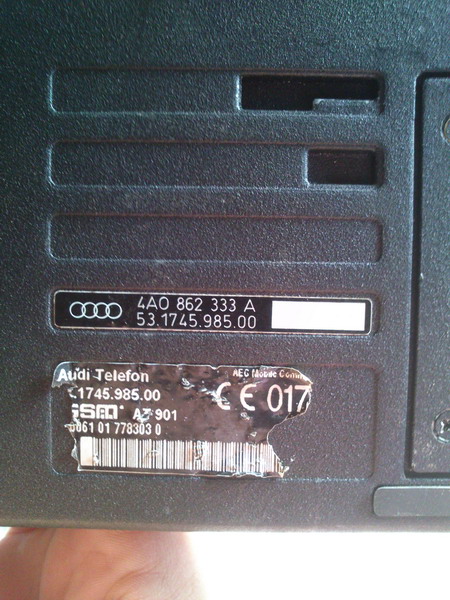 4A0 862 333 A
53.1745.985.00
Audi Telefon
.1745.985.00
CE 017
901
061 01 778303 0